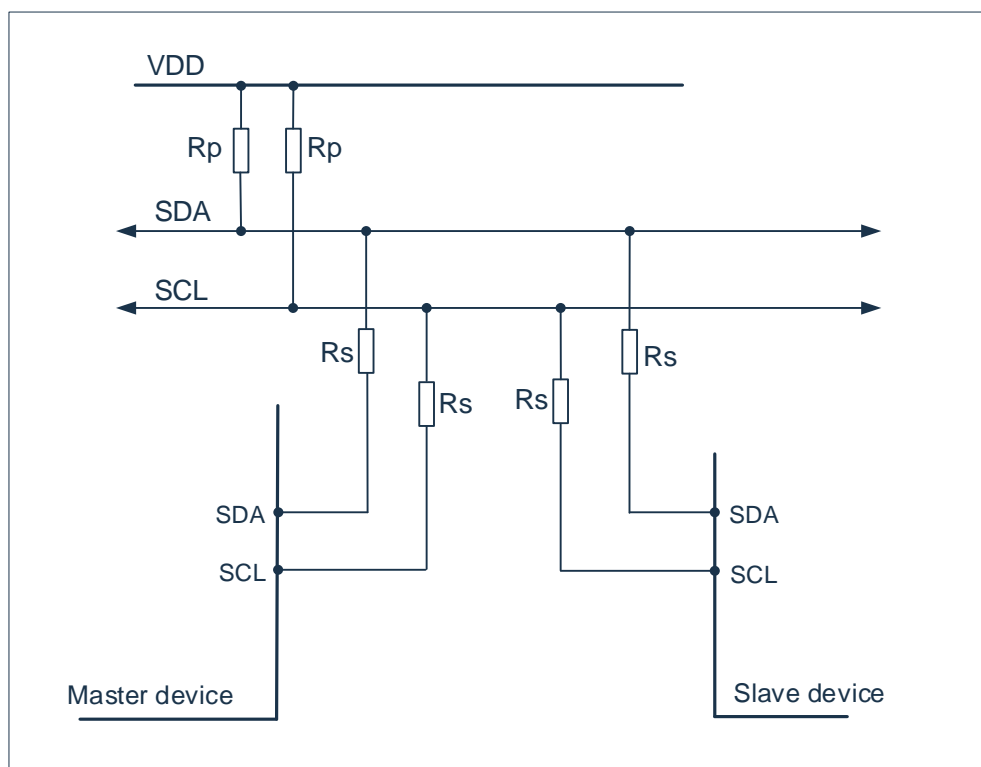 VDD
Rp
Rp
SDA
SCL
Rs
Rs
Rs
Rs
SDA
SDA
SCL
SCL
Master device
Slave device